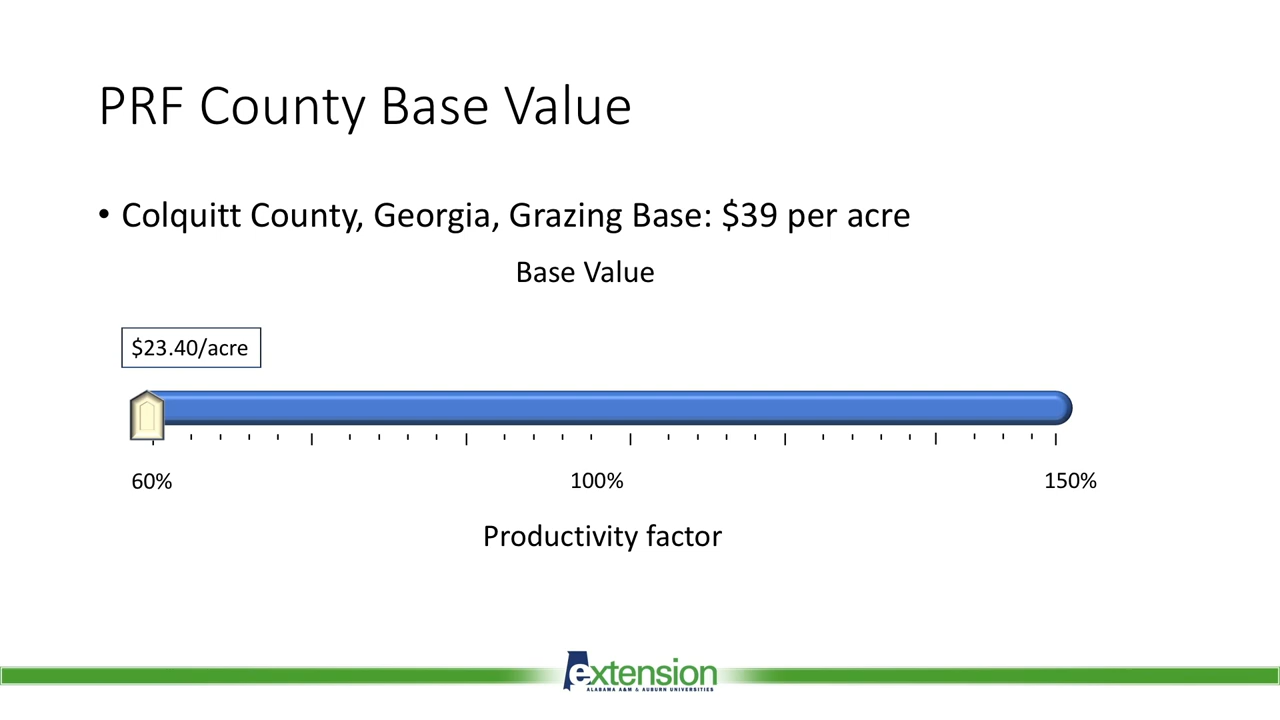 PRF County Base Value
• Colquitt County, Georgia, Grazing Base: $39 per acre
Base Value
$23.40/acre
60%
100%
150%
Productivity factor
extension
ALABAMA A&M & AUBURN UNIVERSITIES